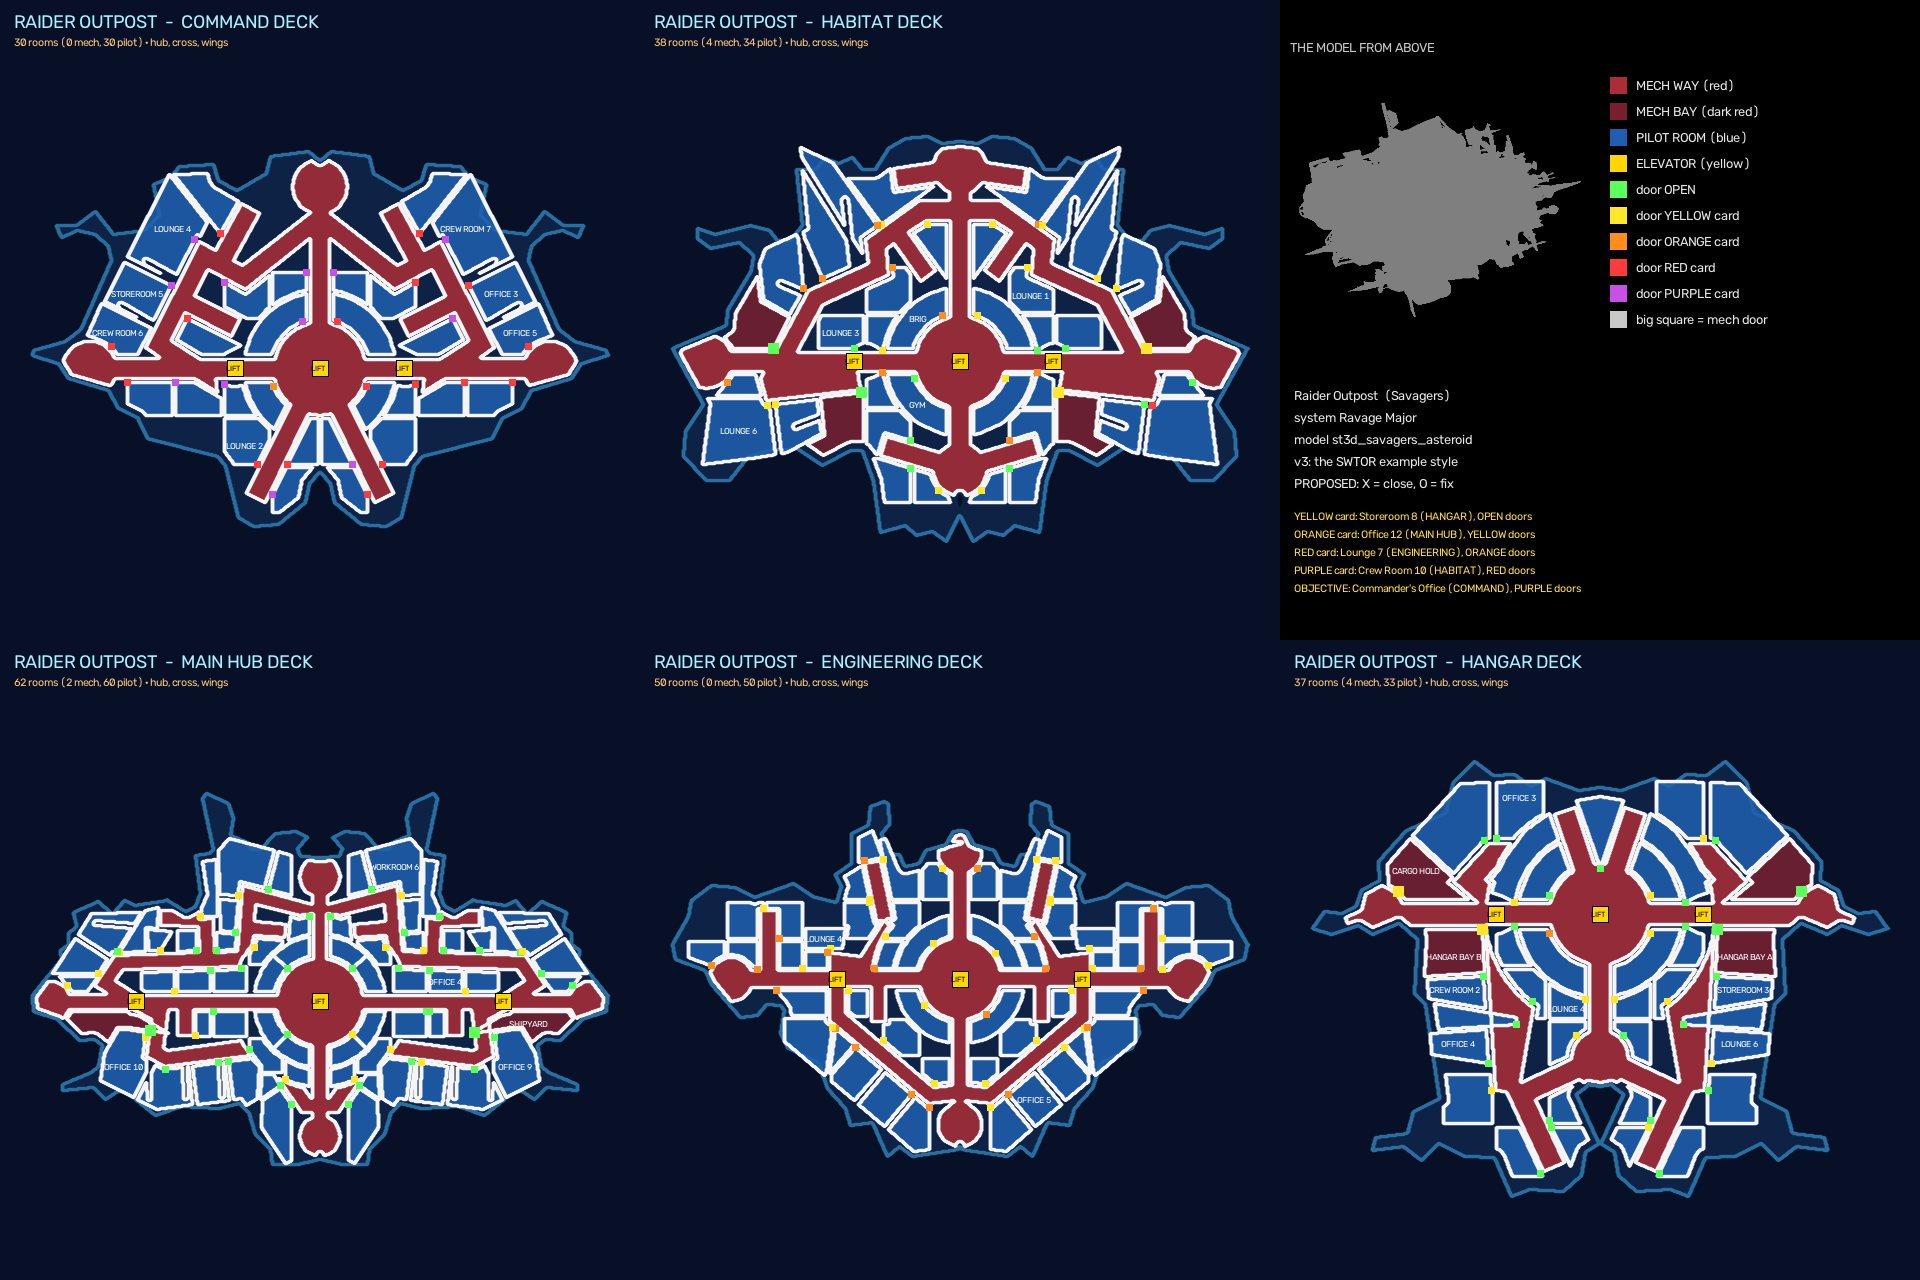 RAIDER OUTPOST - COMMAND DECK
30 rooms (0 mech, 30 pilot) • hub, cross, wings
LOUNGE 4
CREW ROOM 7
STOREROOM 5
OFFICE 3
CREW ROOM 6
OFFICE 5
LIFT
LIFT
LIFT
LOUNGE 2
RAIDER OUTPOST - HABITAT DECK
38 rooms (4 mech, 34 pilot) • hub, cross, wings
LOUNGE 1
BRIG
LOUNGE 3
LIFT
LIFT
LIFT
GYM
LOUNGE 6
THE MODEL FROM ABOVE
MECH WAY (red)
MECH BAY (dark red)
PILOT ROOM (blue)
ELEVATOR (yellow)
door OPEN
door YELLOW card
door ORANGE card
door RED card
door PURPLE card
big square = mech door
Raider Outpost (Savagers)
system Ravage Major
model st3d_savagers_asteroid
v3: the SWTOR example style
PROPOSED: X = close, O = fix
YELLOW card: Storeroom 8 (HANGAR), OPEN doors
ORANGE card: Office 12 (MAIN HUB), YELLOW doors
RED card: Lounge 7 (ENGINEERING), ORANGE doors
PURPLE card: Crew Room 10 (HABITAT), RED doors
OBJECTIVE: Commander's Office (COMMAND), PURPLE doors
RAIDER OUTPOST - MAIN HUB DECK
62 rooms (2 mech, 60 pilot) • hub, cross, wings
WORKROOM 6
OFFICE 4
LIFT
LIFT
LIFT
SHIPYARD
OFFICE 10
OFFICE 9
RAIDER OUTPOST - ENGINEERING DECK
50 rooms (0 mech, 50 pilot) • hub, cross, wings
LOUNGE 4
LIFT
LIFT
LIFT
OFFICE 5
RAIDER OUTPOST - HANGAR DECK
37 rooms (4 mech, 33 pilot) • hub, cross, wings
OFFICE 3
CARGO HOLD
LIFT
LIFT
LIFT
HANGAR BAY B
HANGAR BAY A
CREW ROOM 2
STOREROOM 3
LOUNGE 4
OFFICE 4
LOUNGE 6